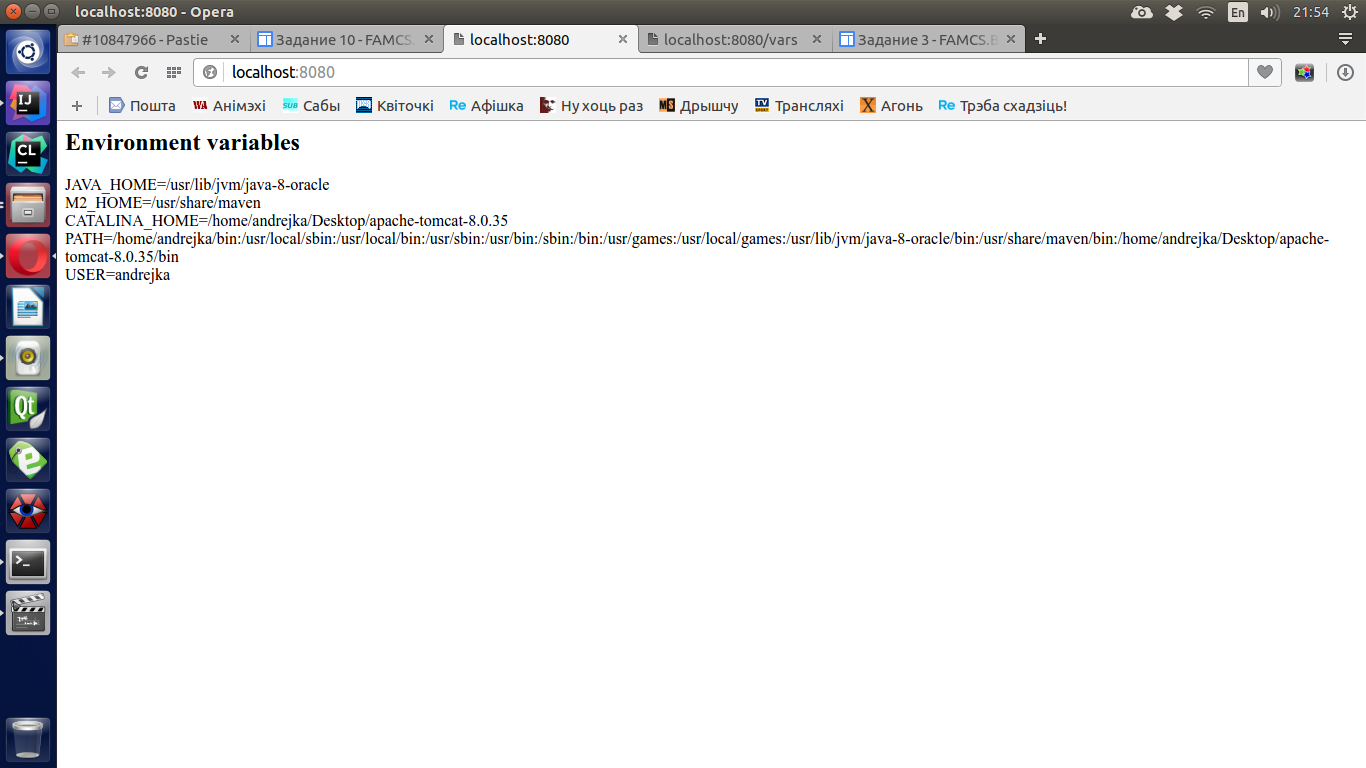 localhost:8080 - Opera
En
21:54
#10847966 - Pastie
Задание 10 - FAMCS.
localhost:8080
localhost:8080/vars
Задание 3 - FAMCS.B
localhost:8080
Пошта
WA Анімэхі
SUB Сабы
Квіточкі
Re Афішка
Ну хоць раз
Дрышчу
TV Трансляхі
X Агонь
Re Трэба схадзіць!
Environment variables
JAVA_HOME=/usr/lib/jvm/java-8-oracle
M2_HOME=/usr/share/maven
CATALINA_HOME=/home/andrejka/Desktop/apache-tomcat-8.0.35
PATH=/home/andrejka/bin:/usr/local/sbin:/usr/local/bin:/usr/sbin:/usr/bin:/sbin:/bin:/usr/games:/usr/local/games:/usr/lib/jvm/java-8-oracle/bin:/usr/share/maven/bin:/home/andrejka/Desktop/apache-
tomcat-8.0.35/bin
USER=andrejka
IJ
CL
Qt